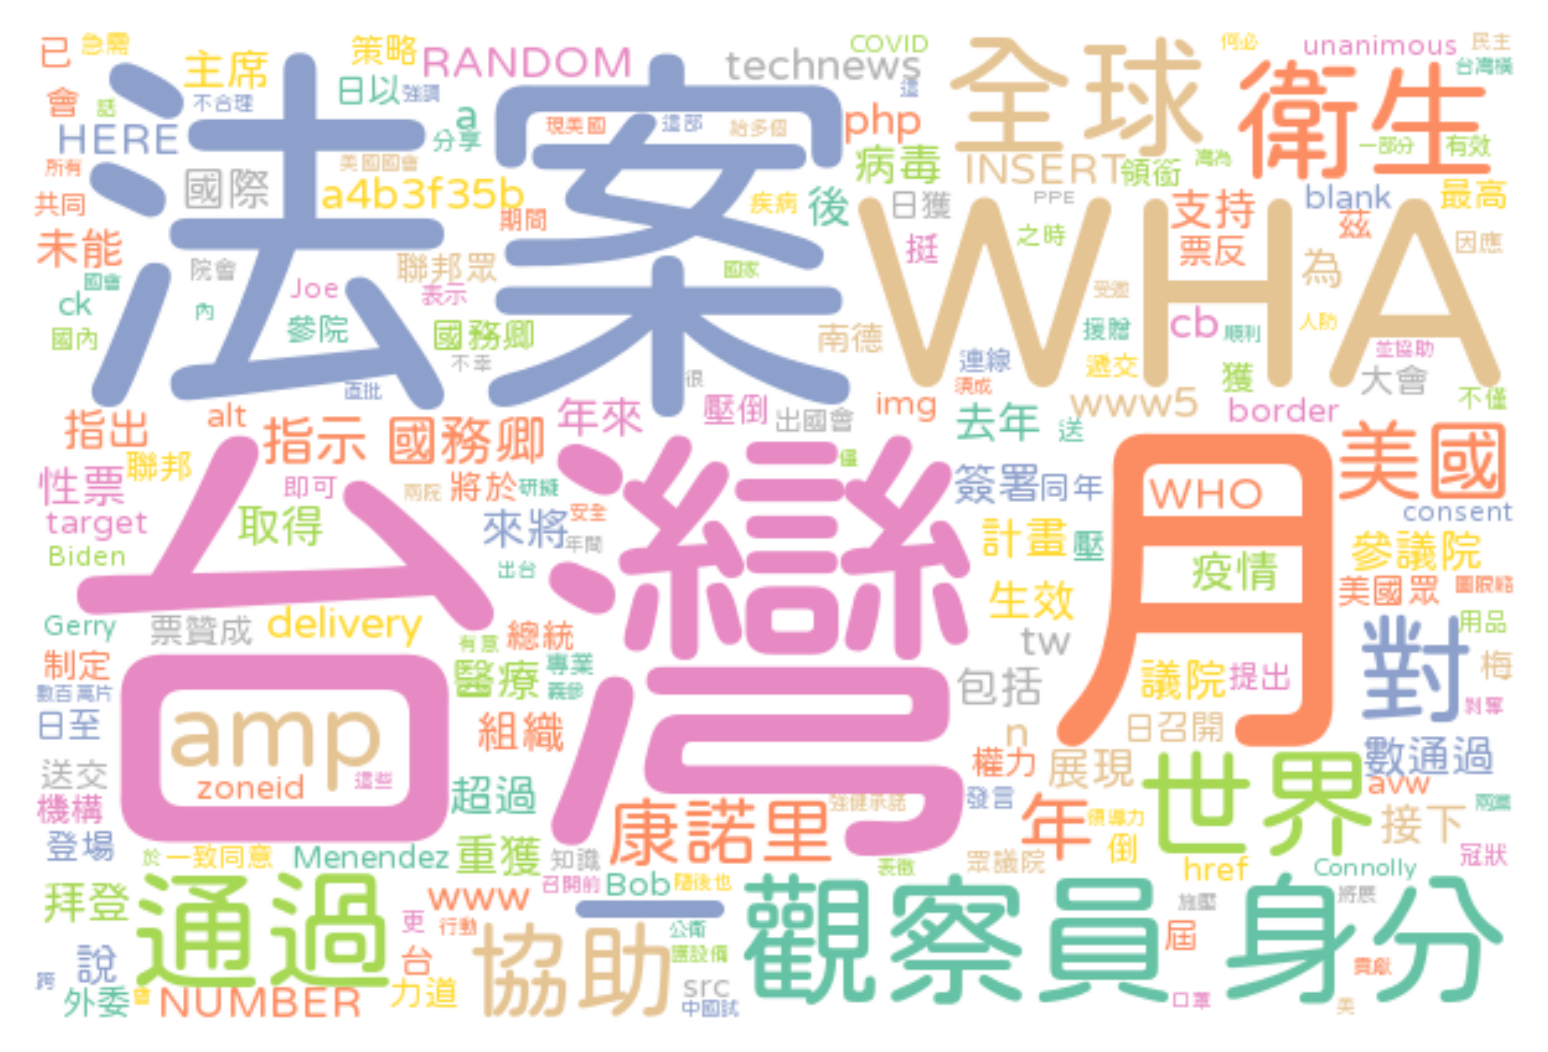 已 急需 主席 策略 RANDOM technews COVID 全球 何必 unanimous 民主
會 話 不合理 日以 強調 這 衛生 台灣橫
HERE 法案 a 分享 現美國 這部 給多個 php 病毒 INSERT 領銜 灣為 一部分 有效
所有 國際 美國國會 a4b3f35b 期間 疾病 後 日獲 PPE 支持 blank 最高
共同 未能 院會 聯邦眾 國家 挺 WHA 之時 票反 茲 為 因應
ck 國會 內 Joe 表示 受邀 援贈 cb 順利 人防
國內 參院 國務卿 南德 連線 遞交 並協助
直批 不幸 很 須成 獲 大會 不僅
指出 alt 指示 國務卿 年來 壓倒 出國會 img 去年 送 www5 border 美國
性票 聯邦 即可 兩院 將於 研擬 僅 簽署 同年 月 WHO consent
target 取得 台灣 來將 安全 年間 計畫 壓 疫情 參議院
Biden 出台 生效 美國眾
Gerry 票贊成 delivery 有意 總統 tw 用品
制定 醫療 專業 包括 議院 提出 對 梅
數百萬片 日至 amp 組織 n 日召開 剝奪
送交 zoneid 這些 超過 權力 展現 世界 數通過
機構 康諾里 強健承諾 發言 年 領導力 avw 接下
登場 於 一致同意 Menendez 重獲 知識 表徵 眾議院 倒 href Connolly 冠狀
拜登 通過 www 召開前 Bob 隨後也 觀察員 身分 施壓 將展
更 行動 一 公衛
跨 說 台 協助 護設備 屆 貢獻
外委 會 NUMBER 力道 src 中國試 口罩 美